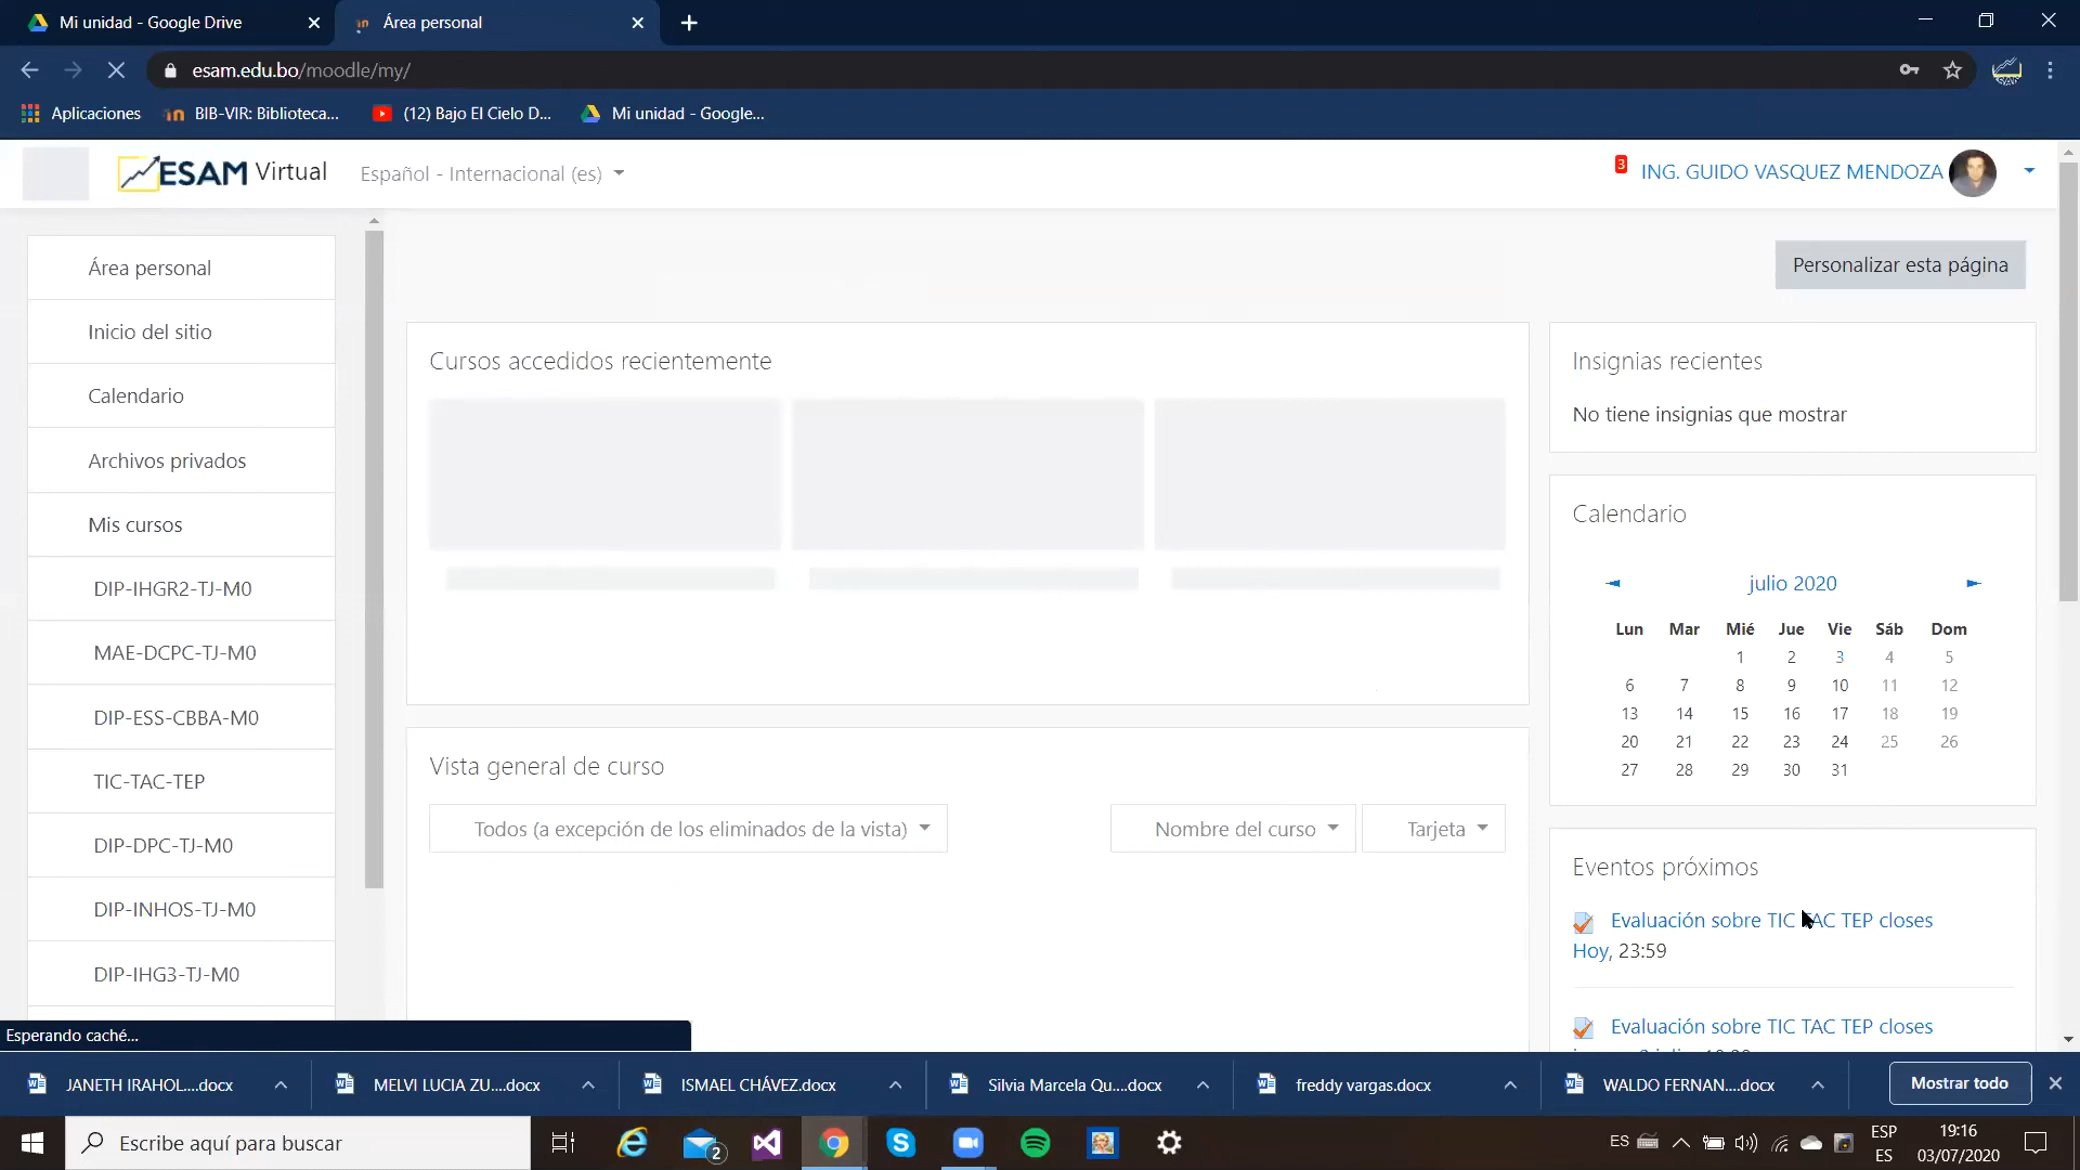 Mi unidad - Google Drive
Área personal
esam.edu.bo/moodle/my/
Aplicaciones
BIB-VIR: Biblioteca...
(12) Bajo El Cielo D...
Mi unidad - Google...
ESAM Virtual
Español - Internacional (es)
3
ING. GUIDO VASQUEZ MENDOZA
Área personal
Inicio del sitio
Calendario
Archivos privados
Mis cursos
DIP-IHGR2-TJ-M0
MAE-DCPC-TJ-M0
DIP-ESS-CBBA-M0
TIC-TAC-TEP
DIP-DPC-TJ-M0
DIP-INHOS-TJ-M0
DIP-IHG3-TJ-M0
Personalizar esta página
Cursos accedidos recientemente
Vista general de curso
Todos (a excepción de los eliminados de la vista)
Nombre del curso
Tarjeta
Insignias recientes
No tiene insignias que mostrar
Calendario
julio 2020
Lun Mar Mié Jue Vie Sáb Dom
1 2 3 4 5
6 7 8 9 10 11 12
13 14 15 16 17 18 19
20 21 22 23 24 25 26
27 28 29 30 31
Eventos próximos
Evaluación sobre TIC TAC TEP closes
Hoy, 23:59
Evaluación sobre TIC TAC TEP closes
Esperando caché...
JANETH IRAHOL....docx
MELVI LUCIA ZU....docx
ISMAEL CHÁVEZ.docx
Silvia Marcela Qu....docx
freddy vargas.docx
WALDO FERNAN....docx
Mostrar todo
Escribe aquí para buscar
2
ES
ESP
ES
19:16
03/07/2020